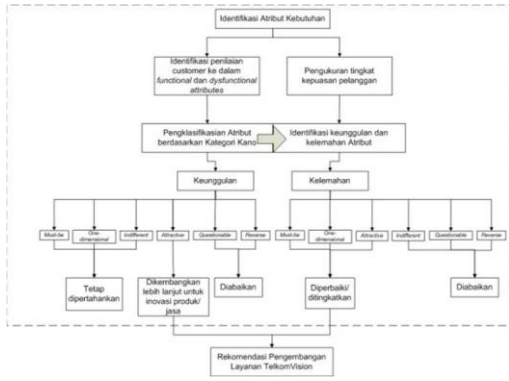 Identifikasi Atribut Kebutuhan
Identifikasi penilaian
customer ke dalam
functional dan dysfunctional
attributes
Pengukuran tingkat
kepuasan pelanggan
Pengklasifikasian Atribut
berdasarkan Kategori Kano
Identifikasi keunggulan dan
kelemahan Atribut
Keunggulan
Kelemahan
Must-be
One-
dimensional
Indifferent
Attractive
Questionable
Reverse
Must-be
One-
dimensional
Attractive
Indifferent
Questionable
Reverse
Tetap
dipertahankan
Dikembangkan
lebih lanjut untuk
inovasi produk/
jasa
Diabaikan
Diperbaiki/
ditingkatkan
Diabaikan
Rekomendasi Pengembangan
Layanan TelkomVision